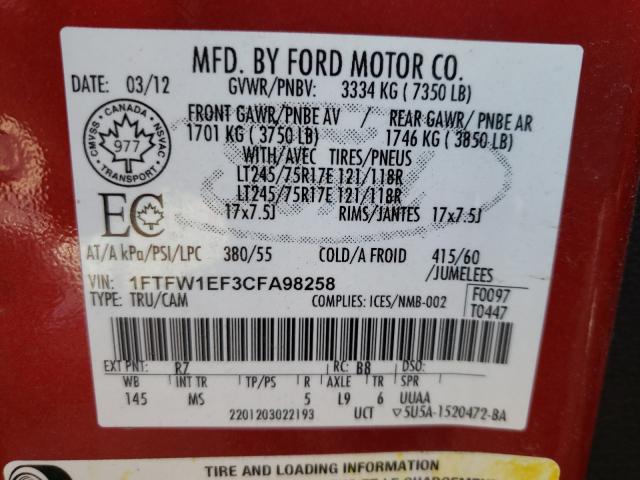 MFD. BY FORD MOTOR CO.
DATE: 03/12 GVWR/PNBV: 3334 KG ( 7350 LB)
FRONT GAWR/PNBE AV / REAR GAWR/ PNBE AR
1701 KG ( 3750 LB) 1746 KG ( 3850 LB)
WITH/AVEC TIRES/PNEUS
LT245/75R17E 121/118R
LT245/75R17E 121/118R
17x7.5J RIMS/JANTES 17x7.5J
CANADA
CMVSS NSVAC
977
TRANSPORT
EC
AT/A kPa/PSI/LPC 380/55 COLD/A FROID 415/60
/JUMELEES
VIN: 1FTFW1EF3CFA98258
TYPE: TRU/CAM COMPLIES: ICES/NMB-002
F0097
T0447
EXT PNT: R7 RC: B8 DSO:
WB INT TR TP/PS R AXLE TR SPR
145 MS 5 L9 6 UUAA
2201203022193 UCT ▽5U5A-1520472-BA
TIRE AND LOADING INFORMATION